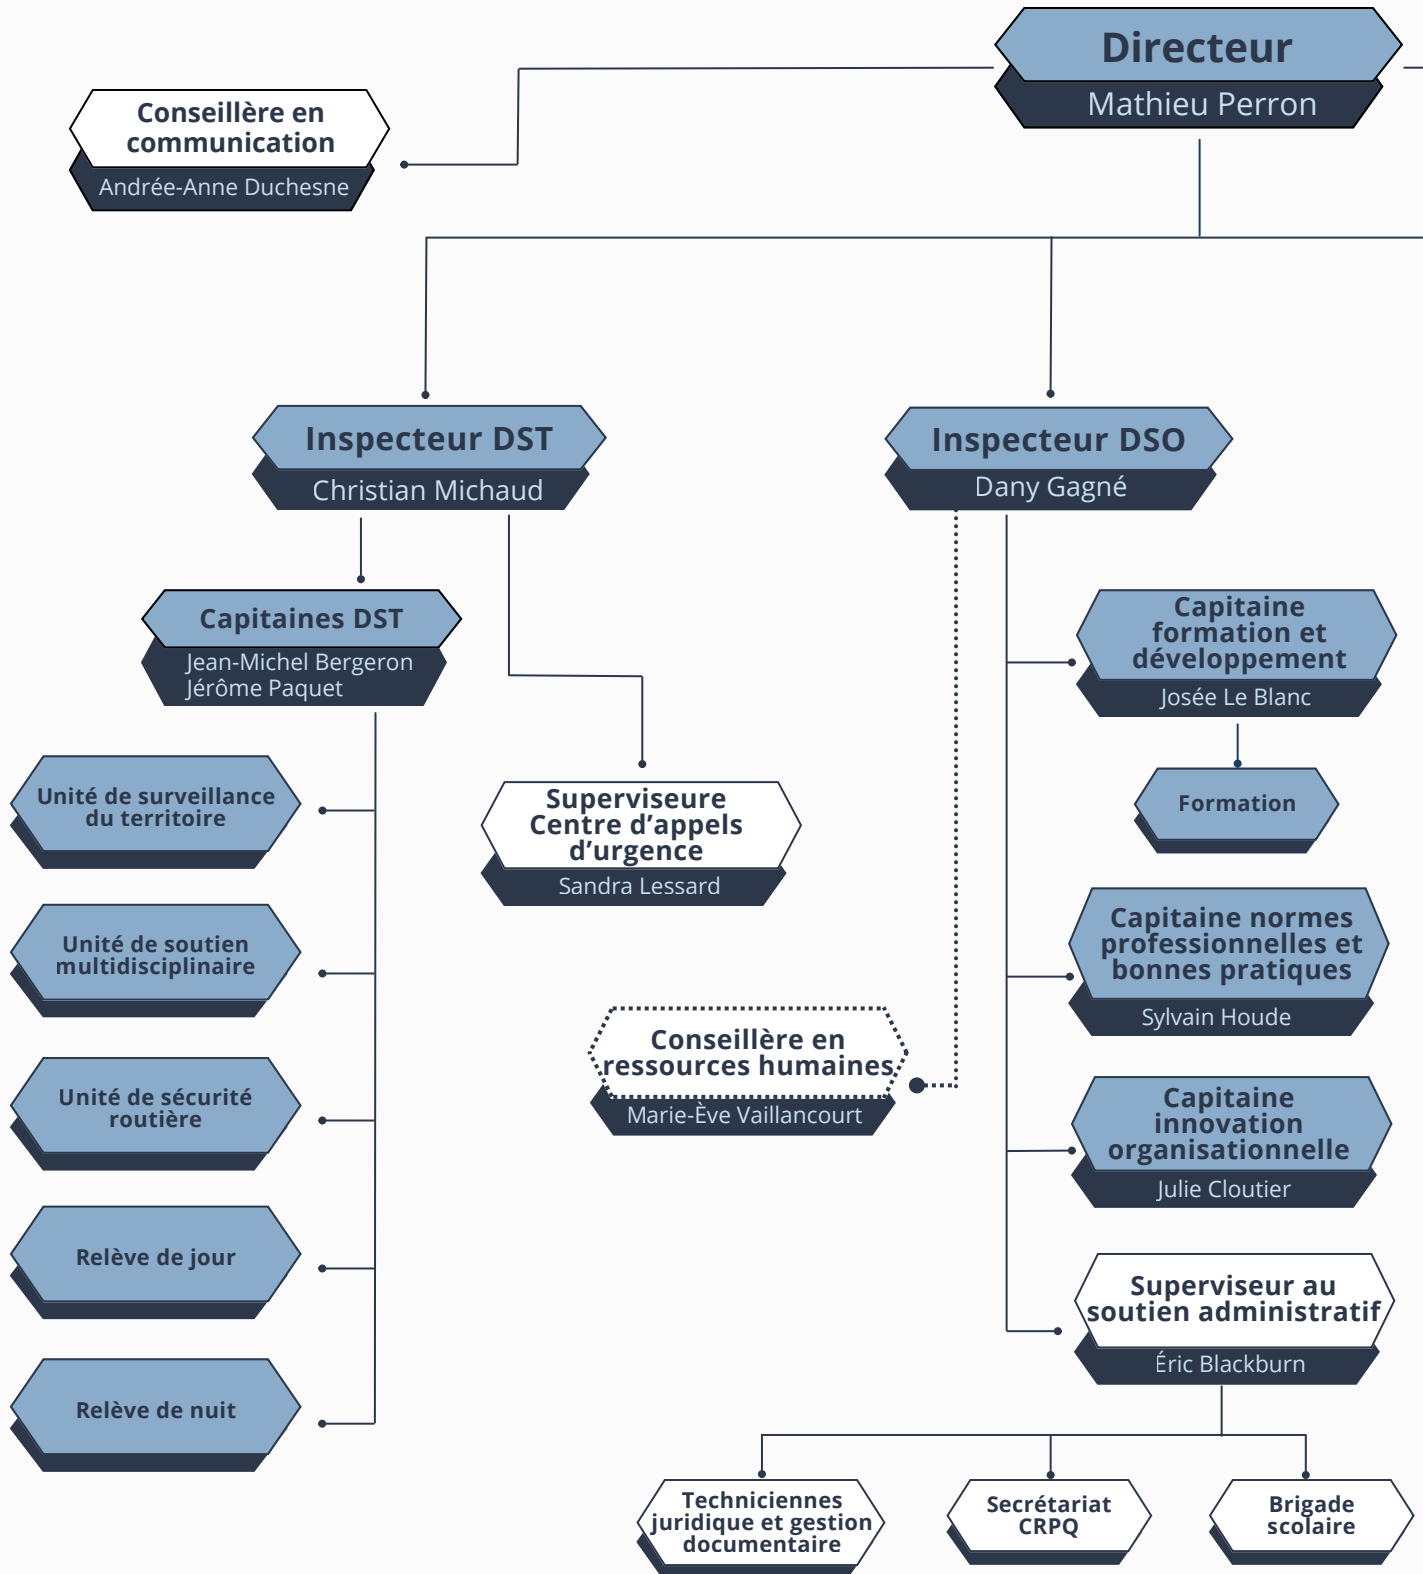 Directeur
Mathieu Perron
Conseillère en
communication
Andrée-Anne Duchesne
Inspecteur DST
Christian Michaud
Inspecteur DSO
Dany Gagné
Capitaines DST
Jean-Michel Bergeron
Jérôme Paquet
Capitaine
formation et
développement
Josée Le Blanc
Unité de surveillance
du territoire
Superviseure
Centre d’appels
d’urgence
Sandra Lessard
Formation
Unité de soutien
multidisciplinaire
Capitaine normes
professionnelles et
bonnes pratiques
Sylvain Houde
Conseillère en
ressources humaines
Marie-Ève Vaillancourt
Unité de sécurité
routière
Capitaine
innovation
organisationnelle
Julie Cloutier
Relève de jour
Superviseur au
soutien administratif
Éric Blackburn
Relève de nuit
Techniciennes
juridique et gestion
documentaire
Secrétariat
CRPQ
Brigade
scolaire